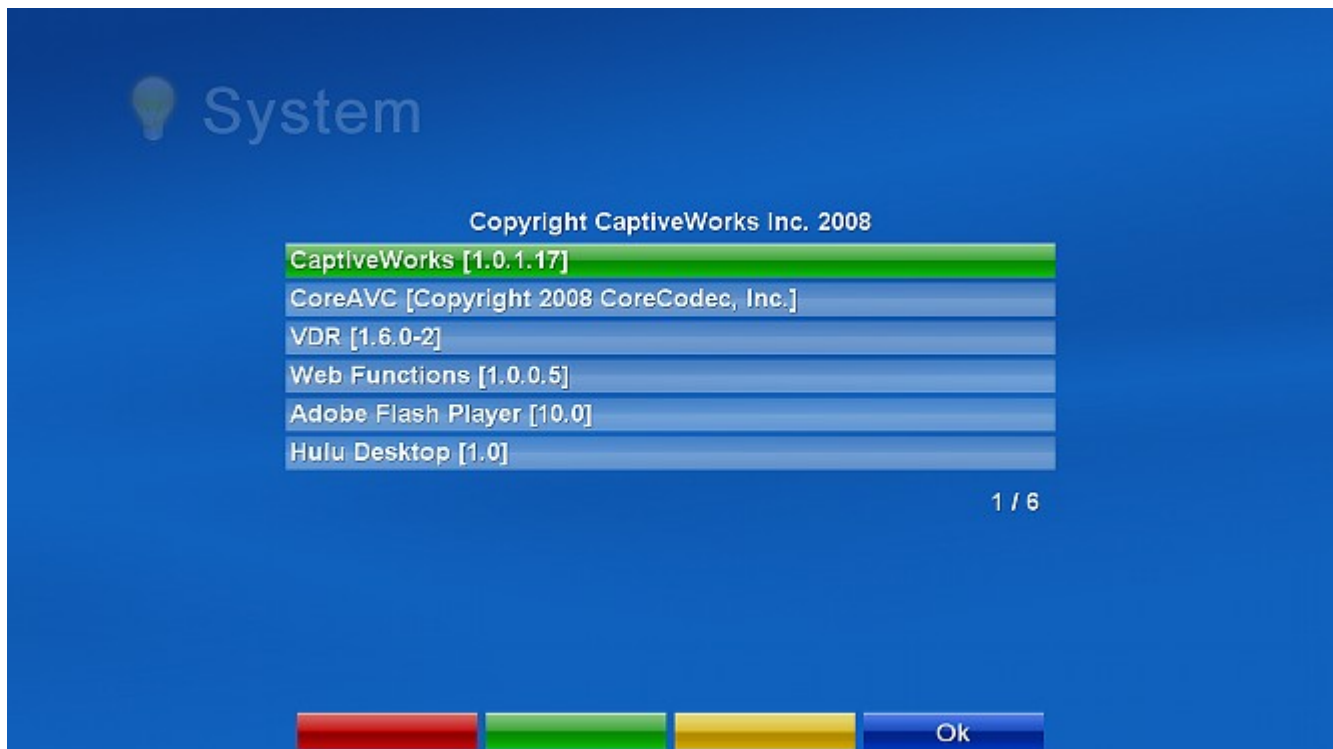 System
Copyright CaptiveWorks Inc. 2008
CaptiveWorks [1.0.1.17]
CoreAVC [Copyright 2008 CoreCodec, Inc.]
VDR [1.6.0-2]
Web Functions [1.0.0.5]
Adobe Flash Player [10.0]
Hulu Desktop [1.0]
1 / 6
Ok